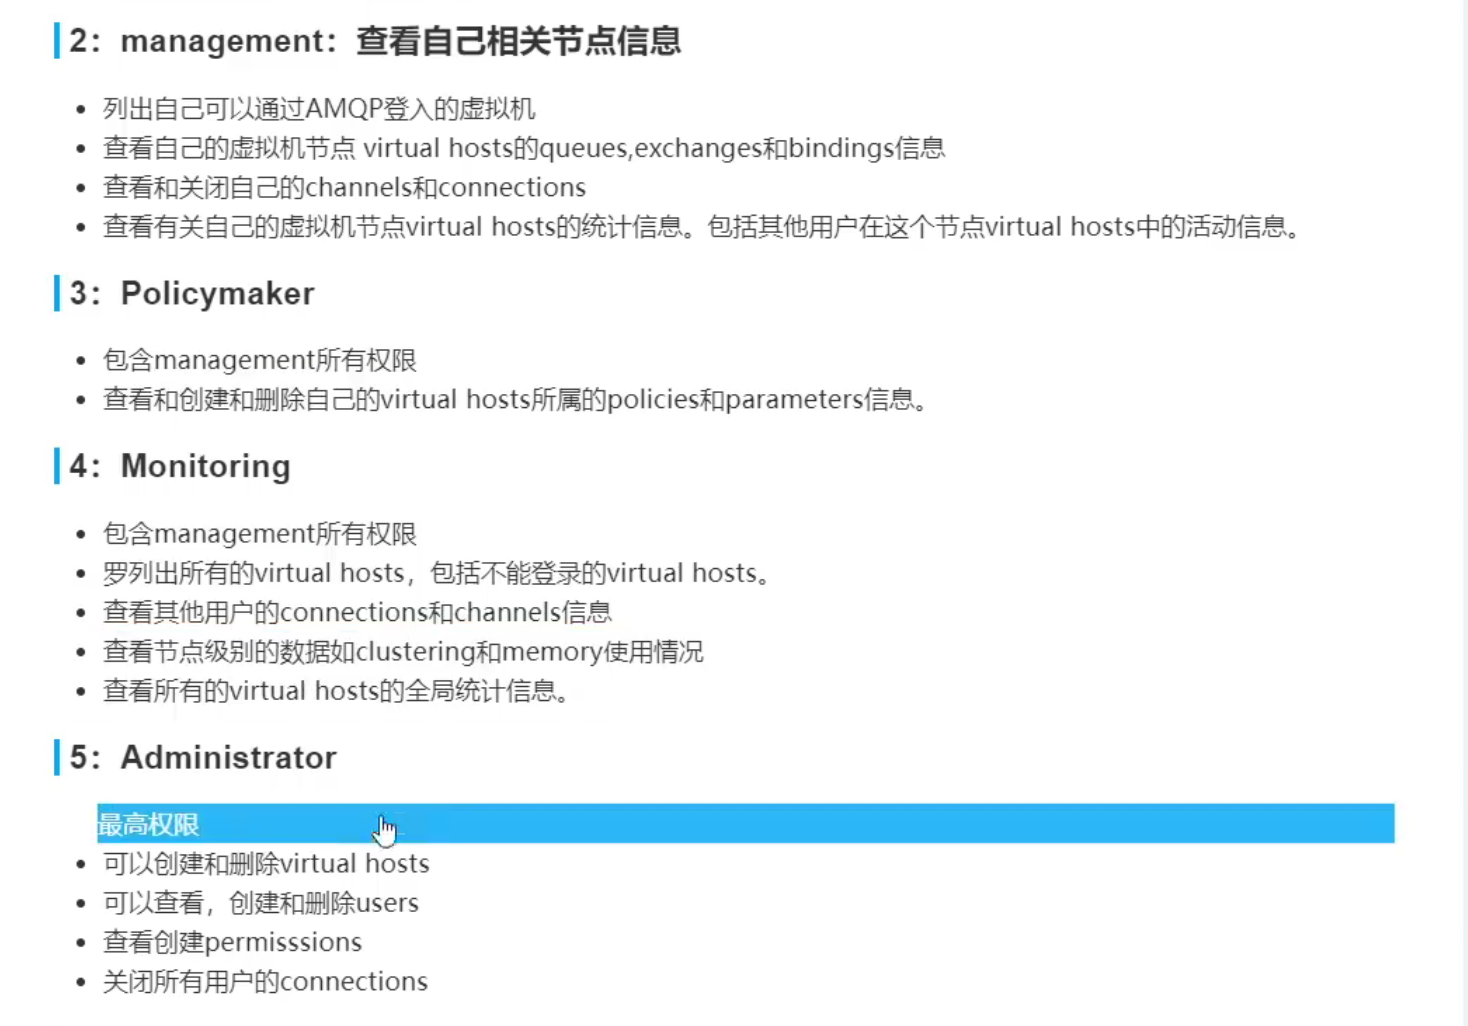 2：management：查看自己相关节点信息
列出自己可以通过AMQP登入的虚拟机
查看自己的虚拟机节点 virtual hosts的queues,exchanges和bindings信息
查看和关闭自己的channels和connections
查看有关自己的虚拟机节点virtual hosts的统计信息。包括其他用户在这个节点virtual hosts中的活动信息。
3：Policymaker
包含management所有权限
查看和创建和删除自己的virtual hosts所属的policies和parameters信息。
4：Monitoring
包含management所有权限
罗列出所有的virtual hosts，包括不能登录的virtual hosts。
查看其他用户的connections和channels信息
查看节点级别的数据如clustering和memory使用情况
查看所有的virtual hosts的全局统计信息。
5：Administrator
最高权限
可以创建和删除virtual hosts
可以查看，创建和删除users
查看创建permisssions
关闭所有用户的connections